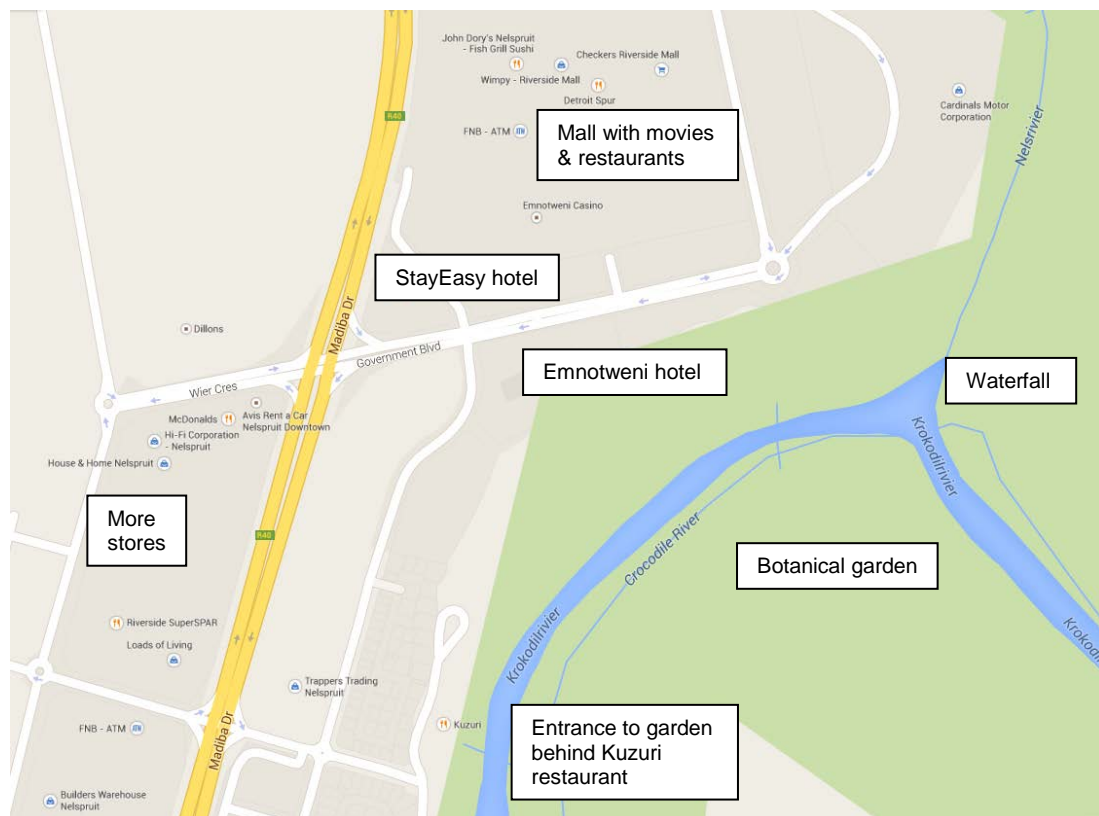 John Dory's Nelspruit
- Fish Grill Sushi
Checkers Riverside Mall
Wimpy - Riverside Mall
Detroit Spur
Cardinals Motor
Corporation
R40
FNB - ATM
Mall with movies
& restaurants
Nelsrivier
Emnotweni Casino
StayEasy hotel
Dillons
Madiba Dr
Government Blvd
Emnotweni hotel
Waterfall
Wier Cres
McDonalds
Avis Rent a Car
Nelspruit Downtown
Hi-Fi Corporation
- Nelspruit
House & Home Nelspruit
Krokodilrivier
More
stores
R40
Crocodile River
Botanical garden
Krokodilrivier
Krokodi
Riverside SuperSPAR
Loads of Living
Trappers Trading
Nelspruit
Kuzuri
Entrance to garden
behind Kuzuri
restaurant
FNB - ATM
Madiba Dr
Builders Warehouse
Nelspruit